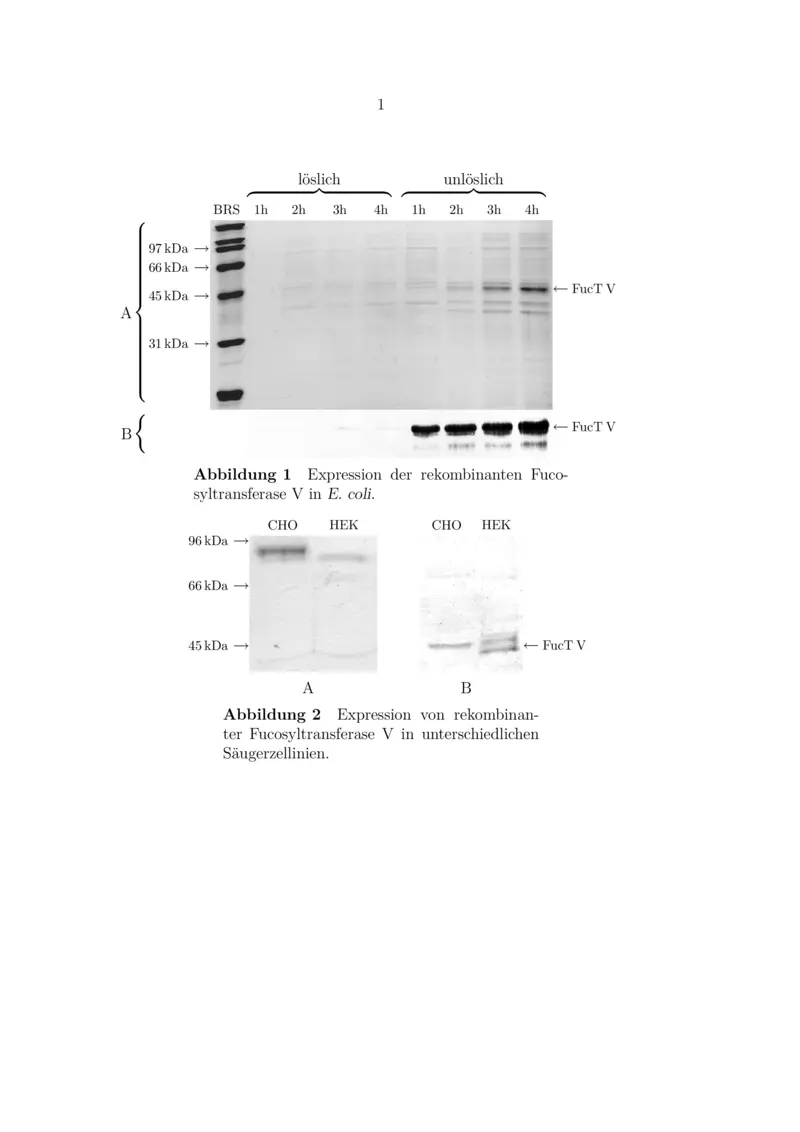 1
löslich unlöslich
BRS 1h 2h 3h 4h 1h 2h 3h 4h
97 kDa →
66 kDa →
45 kDa → ← FucT V
A
31 kDa →
B ← FucT V
Abbildung 1 Expression der rekombinanten Fuco-
syltransferase V in E. coli.
CHO HEK CHO HEK
96 kDa →
66 kDa →
45 kDa → ← FucT V
A B
Abbildung 2 Expression von rekombinan-
ter Fucosyltransferase V in unterschiedlichen
Säugerzellinien.